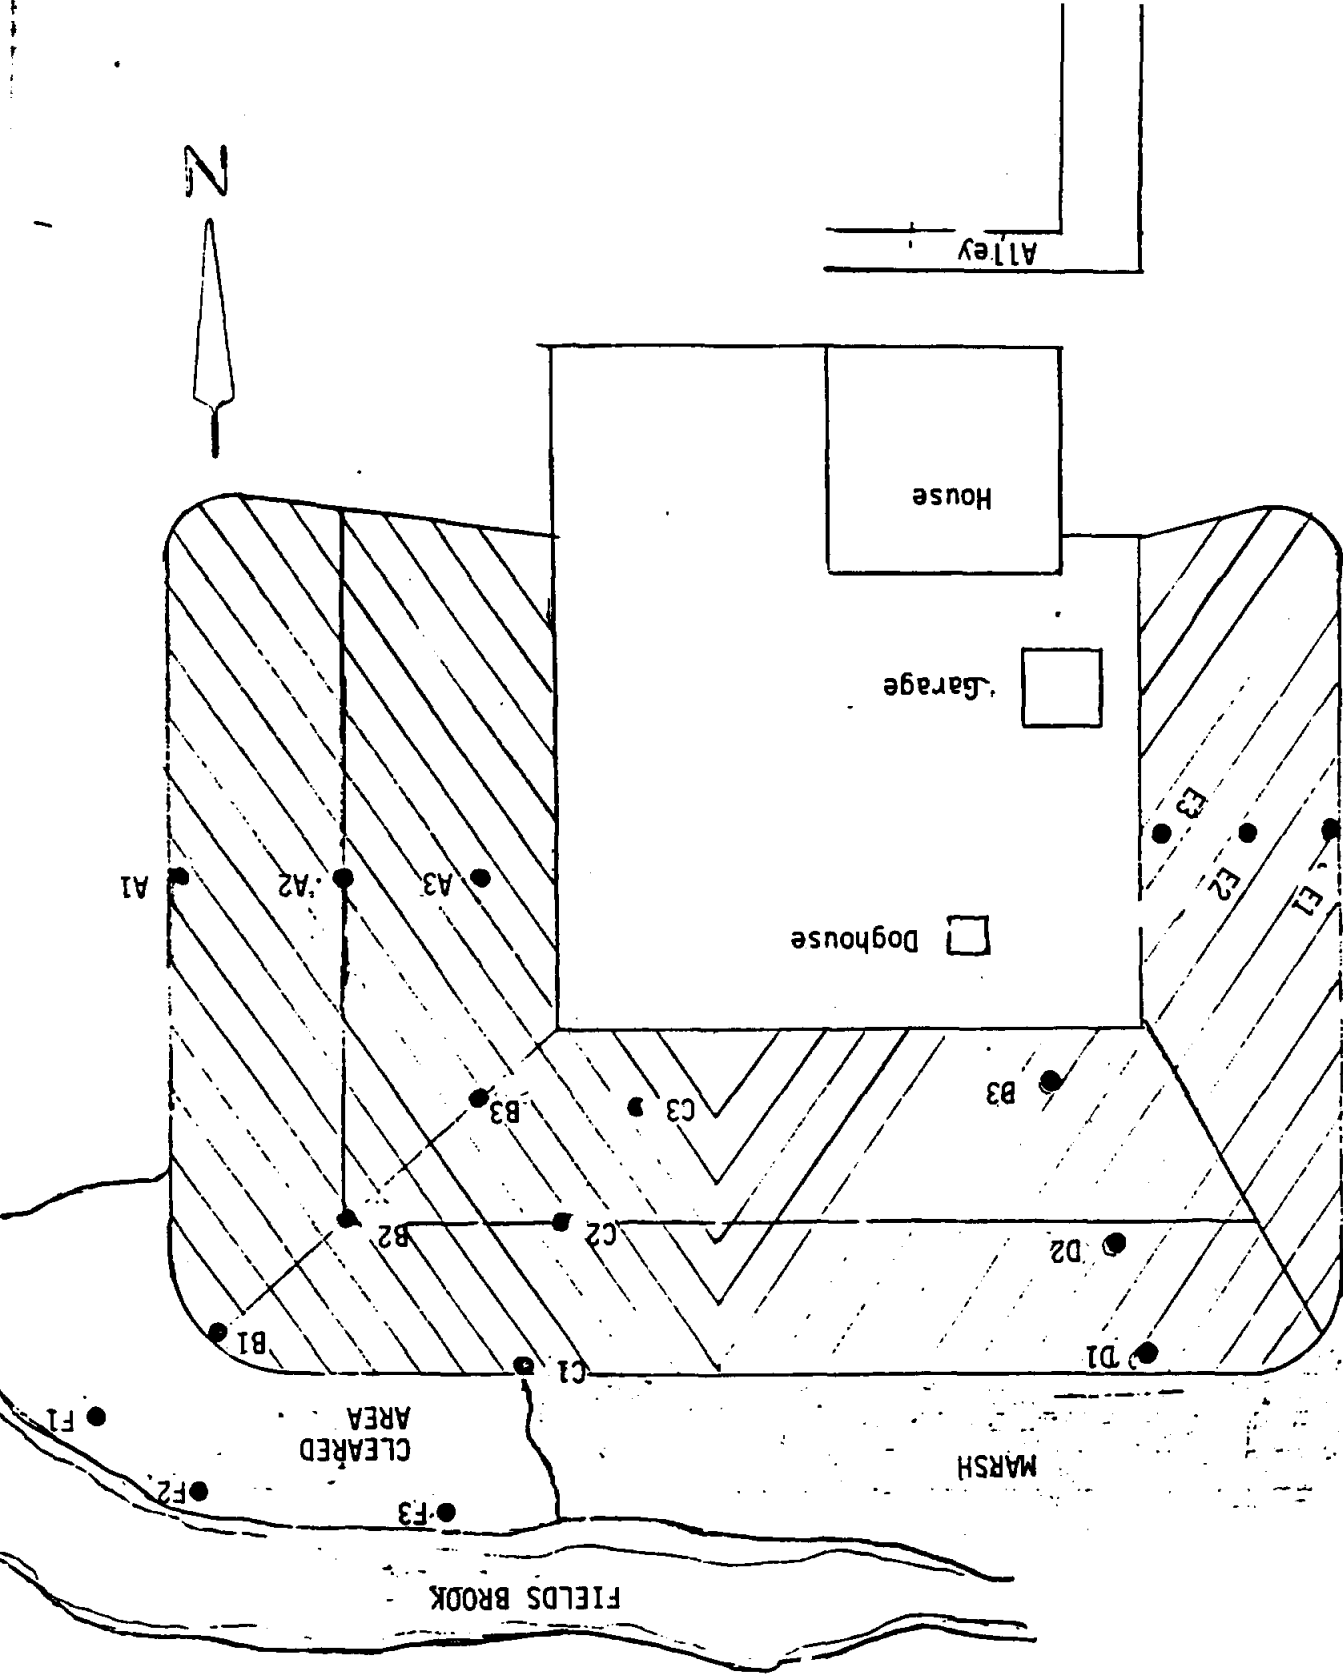 FIELDS BROOK
F3
F2
MARSH
CLEARED
AREA
F1
D1
C1
B1
D2
C2
B2
B3
C3
B3
Doghouse
E1
E2
E3
A3
A2
A1
Garage
House
Alley
N